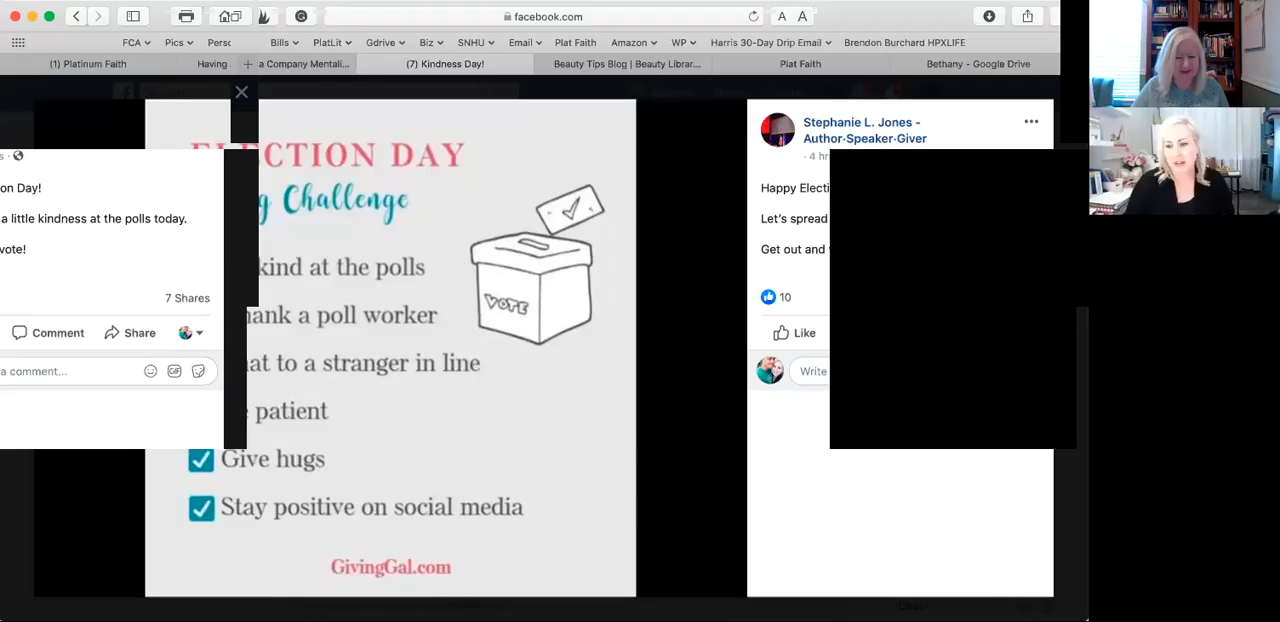 facebook.com
A A
FCA Pics Perso Bills PlatLit Gdrive Biz SNHU Email Plat Faith Amazon WP Harris 30-Day Drip Email Brendon Burchard HPXLIFE
(1) Platinum Faith Having a Company Mentali... (7) Kindness Day! Beauty Tips Blog | Beauty Librar... Plat Faith Bethany - Google Drive
ELECTION DAY
g Challenge
kind at the polls
hank a poll worker
at to a stranger in line
patient
Give hugs
Stay positive on social media
GivingGal.com
VOTE
on Day!
a little kindness at the polls today.
vote!
7 Shares
Comment Share
a comment...
GIF
Stephanie L. Jones -
Author·Speaker·Giver
4 hr
Happy Electi
Let's spread
Get out and
10
Like
Write